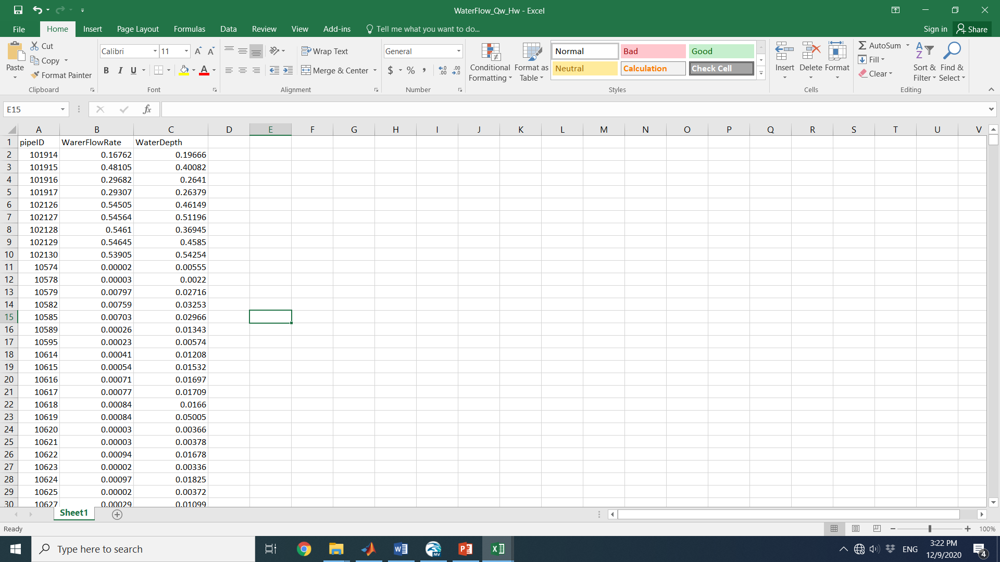 WaterFlow_Qw_Hw - Excel
File Home Insert Page Layout Formulas Data Review View Add-ins Tell me what you want to do... Sign in Share
Paste Cut Copy Format Painter Clipboard
Calibri 11 A A B I U A Font
Wrap Text Merge & Center Alignment
General $ % , .0 .00 .00 .0 Number
Conditional Formatting Format as Table
Normal Bad Good
Neutral Calculation Check Cell
Styles
Insert Delete Format Cells
AutoSum Fill Clear Sort & Filter Find & Select Editing
E15 fx
A B C D E F G H I J K L M N O P Q R S T U V
1 pipeID WarerFlowRate WaterDepth
2 101914 0.16762 0.19666
3 101915 0.48105 0.40082
4 101916 0.29682 0.2641
5 101917 0.29307 0.26379
6 102126 0.54505 0.46149
7 102127 0.54564 0.51196
8 102128 0.5461 0.36945
9 102129 0.54645 0.4585
10 102130 0.53905 0.54254
11 10574 0.00002 0.00555
12 10578 0.00003 0.0022
13 10579 0.00797 0.02716
14 10582 0.00759 0.03253
15 10585 0.00703 0.02966
16 10589 0.00026 0.01343
17 10595 0.00023 0.00574
18 10614 0.00041 0.01208
19 10615 0.00054 0.01532
20 10616 0.00071 0.01697
21 10617 0.00077 0.01709
22 10618 0.00084 0.0166
23 10619 0.00084 0.05005
24 10620 0.00003 0.00366
25 10621 0.00003 0.00378
26 10622 0.00094 0.01678
27 10623 0.00002 0.00336
28 10624 0.00097 0.01825
29 10625 0.00002 0.00372
30 10627 0.00029 0.01099
Sheet1
Ready 100%
Type here to search MV ENG 3:22 PM 4
12/9/2020